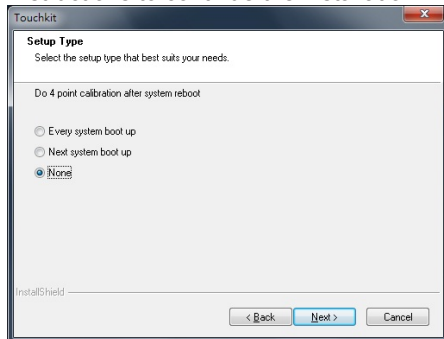 Touchkit
Setup Type
Select the setup type that best suits your needs.
Do 4 point calibration after system reboot
Every system boot up
Next system boot up
None
InstallShield
< Back
Next >
Cancel